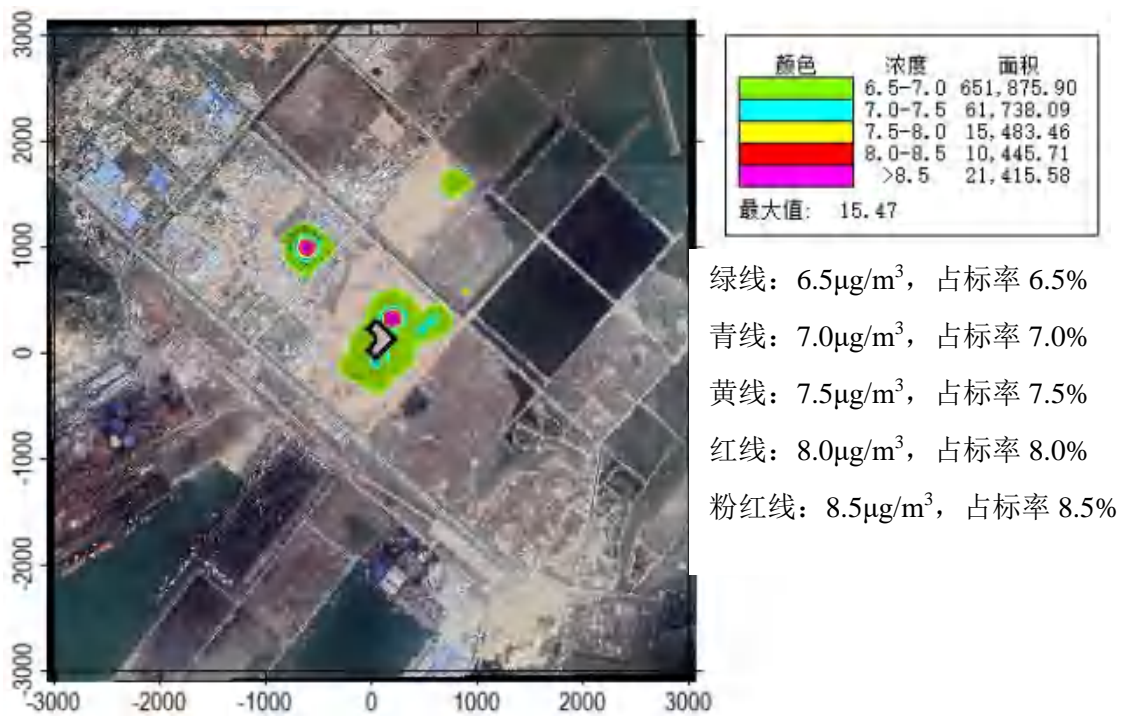 3000
2000
1000
0
-1000
-2000
-3000
-3000 -2000 -1000 0 1000 2000 3000
颜色 浓度 面积
6.5-7.0 651,875.90
7.0-7.5 61,738.09
7.5-8.0 15,483.46
8.0-8.5 10,445.71
>8.5 21,415.58
最大值: 15.47
绿线：6.5μg/m³，占标率 6.5%
青线：7.0μg/m³，占标率 7.0%
黄线：7.5μg/m³，占标率 7.5%
红线：8.0μg/m³，占标率 8.0%
粉红线：8.5μg/m³，占标率 8.5%